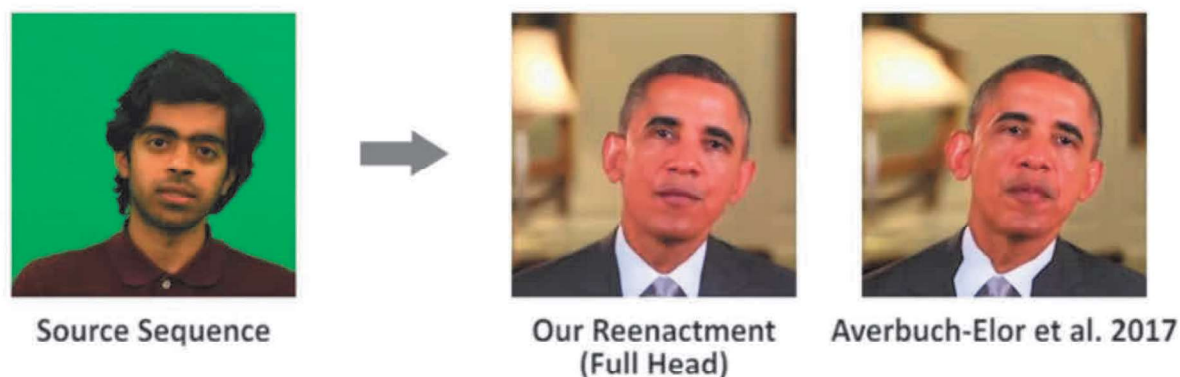 Source Sequence
Our Reenactment
(Full Head)
Averbuch-Elor et al. 2017